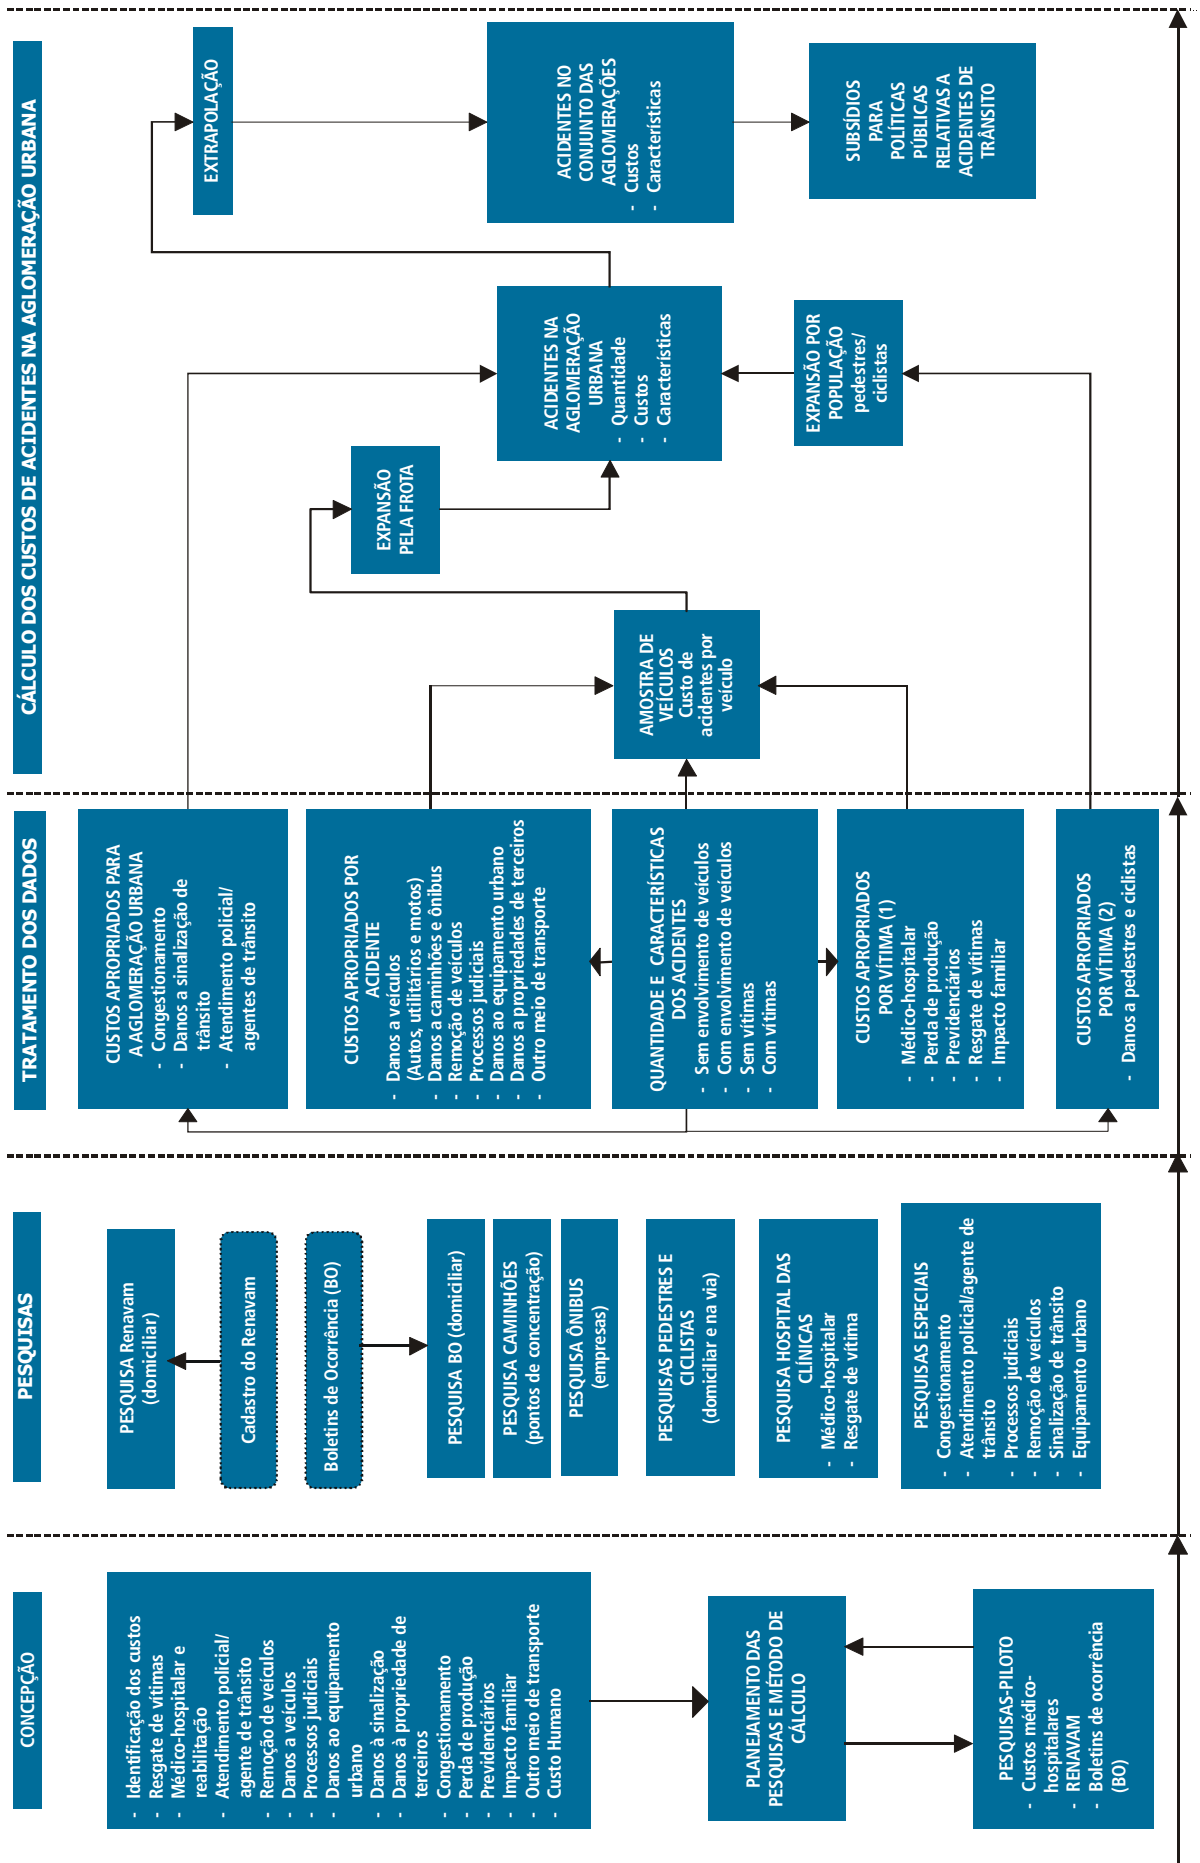 CONCEPÇÃO
- Identificação dos custos
- Resgate de vítimas
- Médico-hospitalar e
reabilitação
- Atendimento policial/
agente de trânsito
- Remoção de veículos
- Danos a veículos
- Processos judiciais
- Danos ao equipamento
urbano
- Danos à sinalização
- Danos à propriedade de
terceiros
- Congestionamento
- Perda de produção
- Previdenciários
- Impacto familiar
- Outro meio de transporte
- Custo Humano
PLANEJAMENTO DAS
PESQUISAS E MÉTODO DE
CÁLCULO
PESQUISAS-PILOTO
- Custos médico-
hospitalares
- RENAVAM
- Boletins de ocorrência
(BO)
PESQUISAS
PESQUISA Renavam
(domiciliar)
Cadastro do Renavam
Boletins de Ocorrência (BO)
PESQUISA BO (domiciliar)
PESQUISA CAMINHÕES
(pontos de concentração)
PESQUISA ÔNIBUS
(empresas)
PESQUISAS PEDESTRES E
CICLISTAS
(domiciliar e na via)
PESQUISA HOSPITAL DAS
CLÍNICAS
- Médico-hospitalar
- Resgate de vítima
PESQUISAS ESPECIAIS
- Congestionamento
- Atendimento policial/agente de
trânsito
- Processos judiciais
- Remoção de veículos
- Sinalização de trânsito
- Equipamento urbano
TRATAMENTO DOS DADOS
CUSTOS APROPRIADOS PARA
A AGLOMERAÇÃO URBANA
- Congestionamento
- Danos a sinalização de
trânsito
- Atendimento policial/
agentes de trânsito
CUSTOS APROPRIADOS POR
ACIDENTE
- Danos a veículos
(Autos, utilitários e motos)
- Danos a caminhões e ônibus
- Remoção de veículos
- Processos judiciais
- Danos ao equipamento urbano
- Danos a propriedades de terceiros
- Outro meio de transporte
QUANTIDADE E CARACTERÍSTICAS
DOS ACIDENTES
- Sem envolvimento de veículos
- Com envolvimento de veículos
- Sem vítimas
- Com vítimas
CUSTOS APROPRIADOS
POR VÍTIMA (1)
- Médico-hospitalar
- Perda de produção
- Previdenciários
- Resgate de vítimas
- Impacto familiar
CUSTOS APROPRIADOS
POR VÍTIMA (2)
- Danos a pedestres e ciclistas
CÁLCULO DOS CUSTOS DE ACIDENTES NA AGLOMERAÇÃO URBANA
AMOSTRA DE
VEÍCULOS
Custo de
acidentes por
veículo
EXPANSÃO
PELA FROTA
ACIDENTES NA
AGLOMERAÇÃO
URBANA
- Quantidade
- Custos
- Características
EXPANSÃO POR
POPULAÇÃO
pedestres/
ciclistas
EXTRAPOLAÇÃO
ACIDENTES NO
CONJUNTO DAS
AGLOMERAÇÕES
- Custos
- Características
SUBSÍDIOS
PARA
POLÍTICAS
PÚBLICAS
RELATIVAS A
ACIDENTES DE
TRÂNSITO